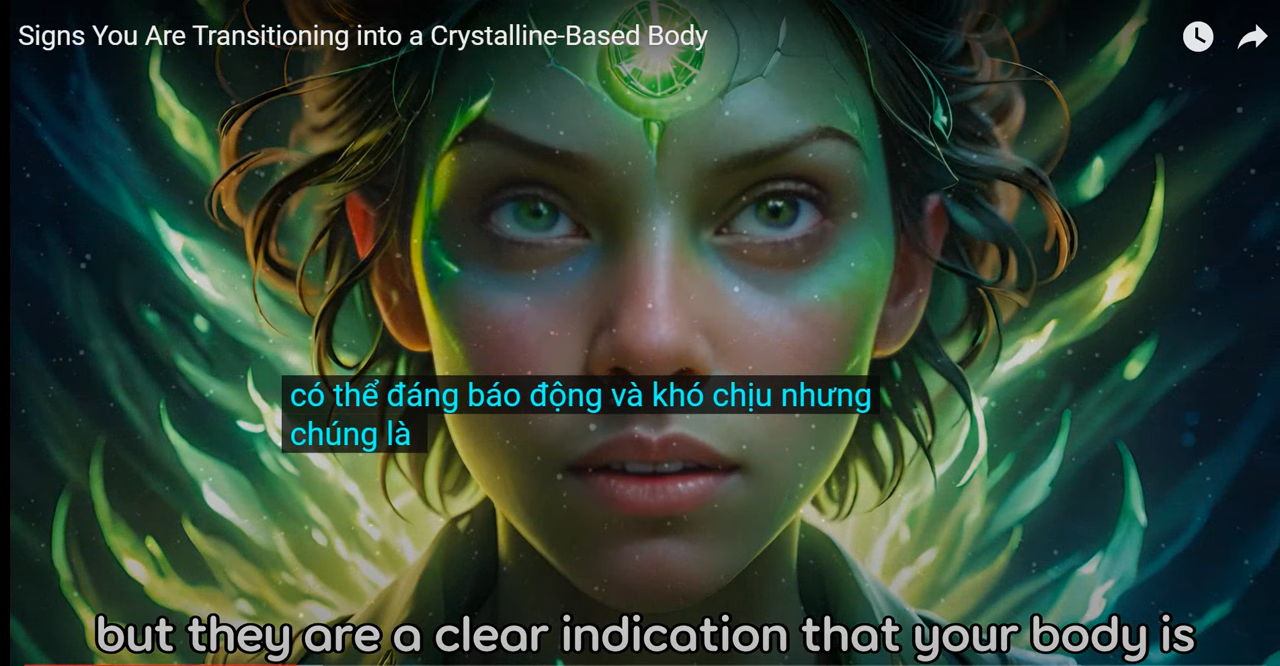 Signs You Are Transitioning into a Crystalline-Based Body
có thể đáng báo động và khó chịu nhưng
chúng là
but they are a clear indication that your body is